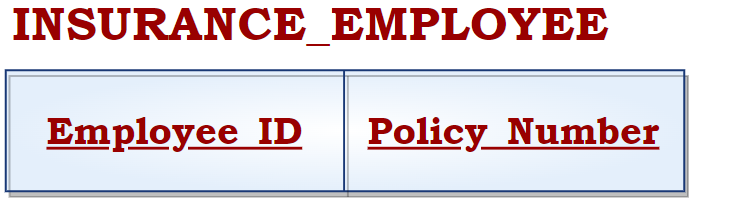 INSURANCE_EMPLOYEE
Employee_ID Policy_Number